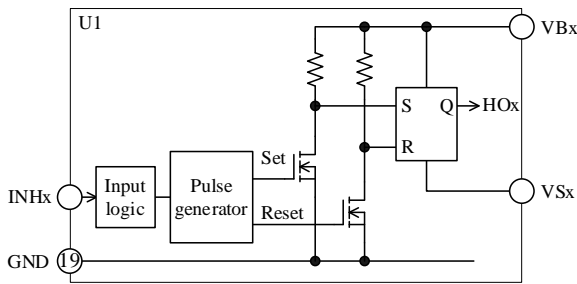 U1
VBx
S
Q
HOx
R
Set
INHx
Input
logic
Pulse
generator
VSx
Reset
GND
19